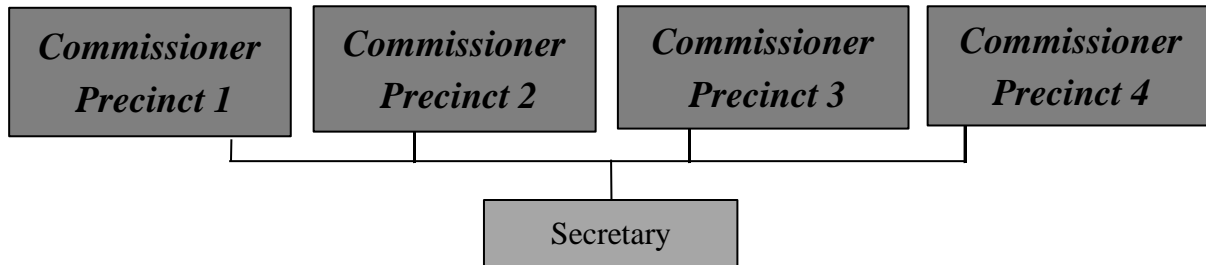 Commissioner
Precinct 1
Commissioner
Precinct 2
Commissioner
Precinct 3
Commissioner
Precinct 4
Secretary